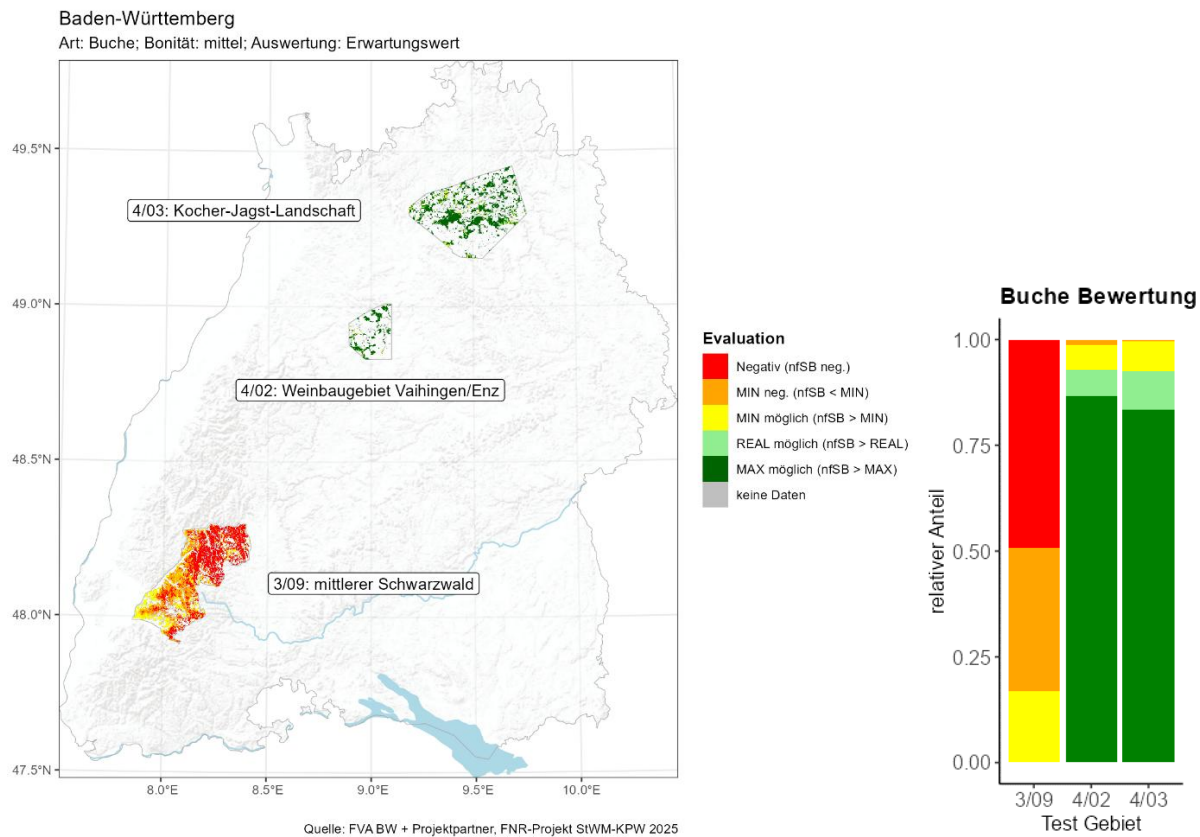 Baden-Württemberg
Art: Buche; Bonität: mittel; Auswertung: Erwartungswert
49.5°N
49.0°N
48.5°N
48.0°N
47.5°N
4/03: Kocher-Jagst-Landschaft
4/02: Weinbaugebiet Vaihingen/Enz
3/09: mittlerer Schwarzwald
8.0°E 8.5°E 9.0°E 9.5°E 10.0°E
Quelle: FVA BW + Projektpartner, FNR-Projekt StWM-KPW 2025
Evaluation
Negativ (nfSB neg.)
MIN neg. (nfSB < MIN)
MIN möglich (nfSB > MIN)
REAL möglich (nfSB > REAL)
MAX möglich (nfSB > MAX)
keine Daten
Buche Bewertung
relativer Anteil
1.00
0.75
0.50
0.25
0.00
3/09 4/02 4/03
Test Gebiet